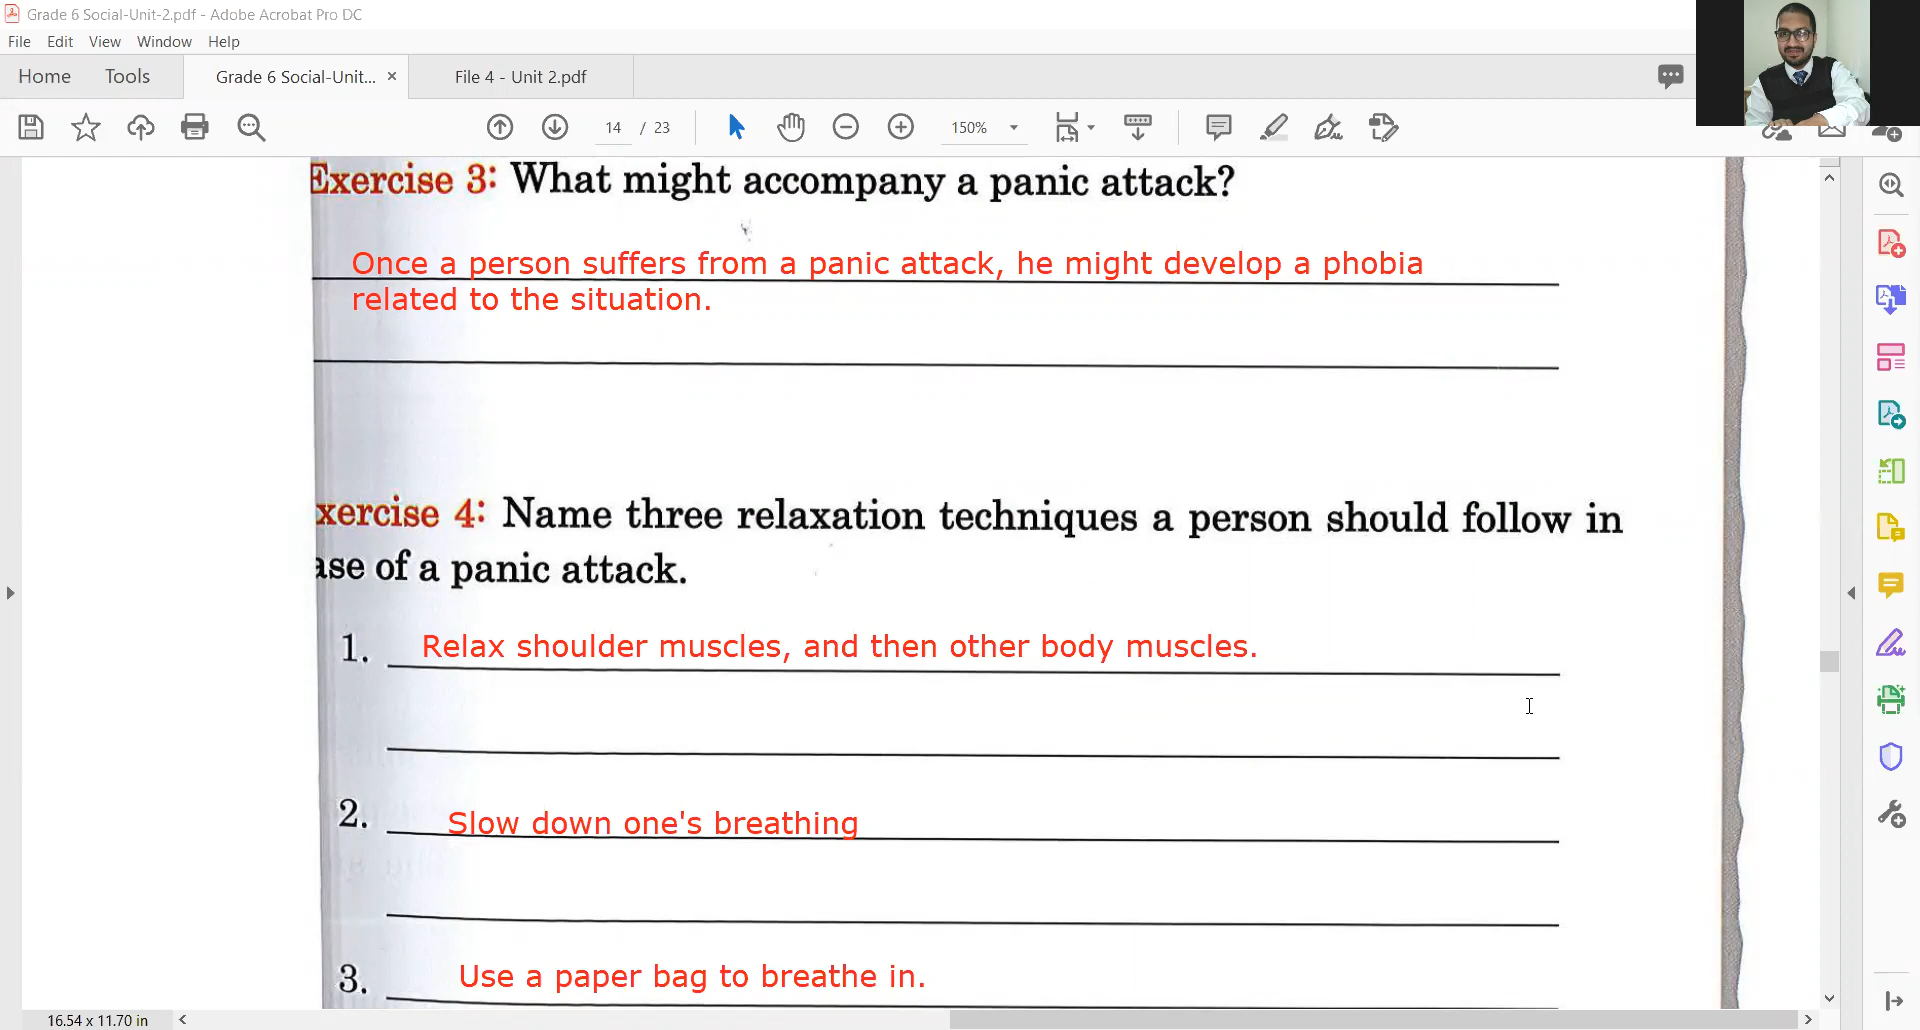 Grade 6 Social-Unit-2.pdf - Adobe Acrobat Pro DC
File Edit View Window Help
Home Tools Grade 6 Social-Unit... × File 4 - Unit 2.pdf
14 / 23 150%
Exercise 3: What might accompany a panic attack?
Once a person suffers from a panic attack, he might develop a phobia
related to the situation.
xercise 4: Name three relaxation techniques a person should follow in
ase of a panic attack.
1. Relax shoulder muscles, and then other body muscles.
2. Slow down one's breathing
3. Use a paper bag to breathe in.
16.54 x 11.70 in